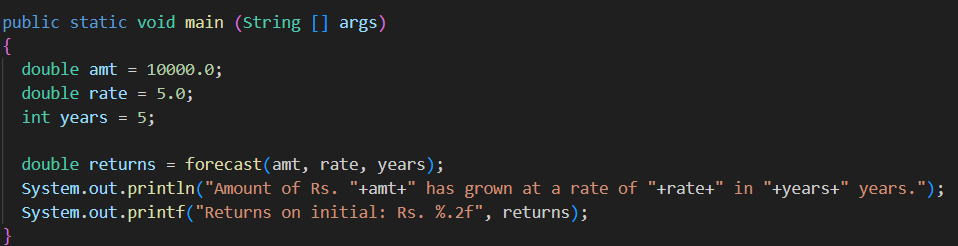 public static void main (String [] args)
{
  double amt = 10000.0;
  double rate = 5.0;
  int years = 5;

  double returns = forecast(amt, rate, years);
  System.out.println("Amount of Rs. "+amt+" has grown at a rate of "+rate+" in "+years+" years.");
  System.out.printf("Returns on initial: Rs. %.2f", returns);
}